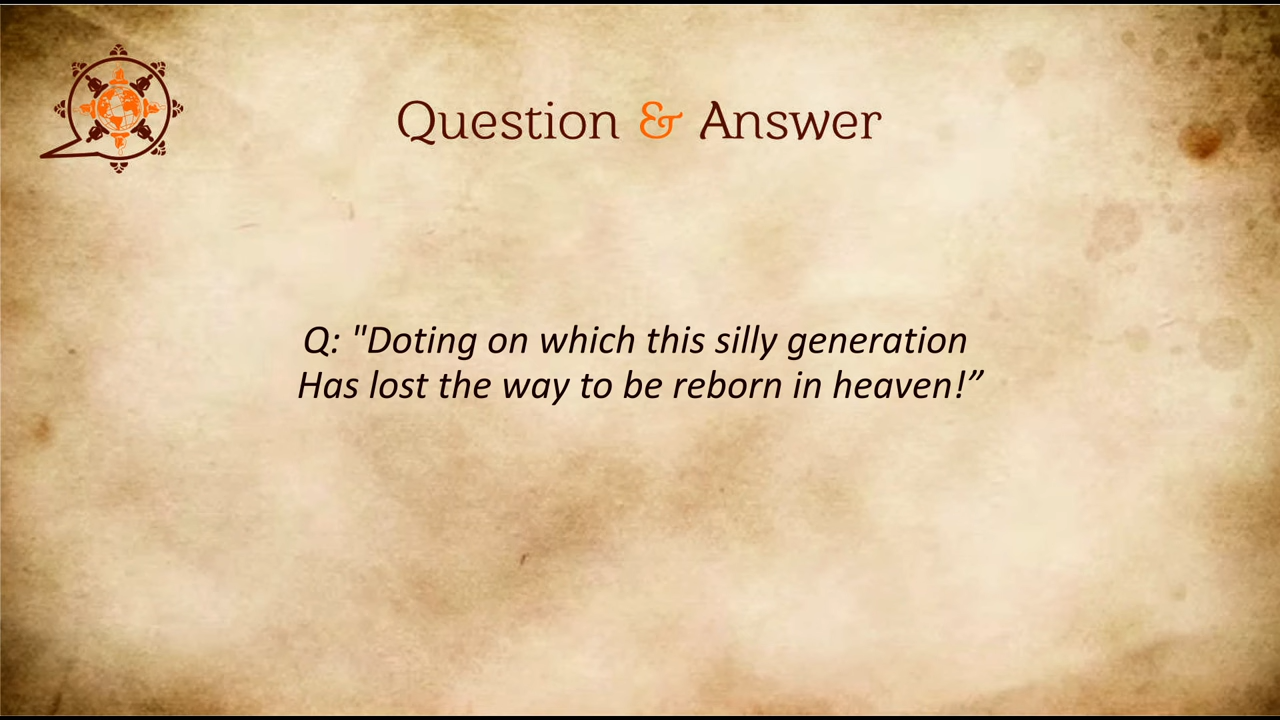 Question & Answer
Q: "Doting on which this silly generation
Has lost the way to be reborn in heaven!”